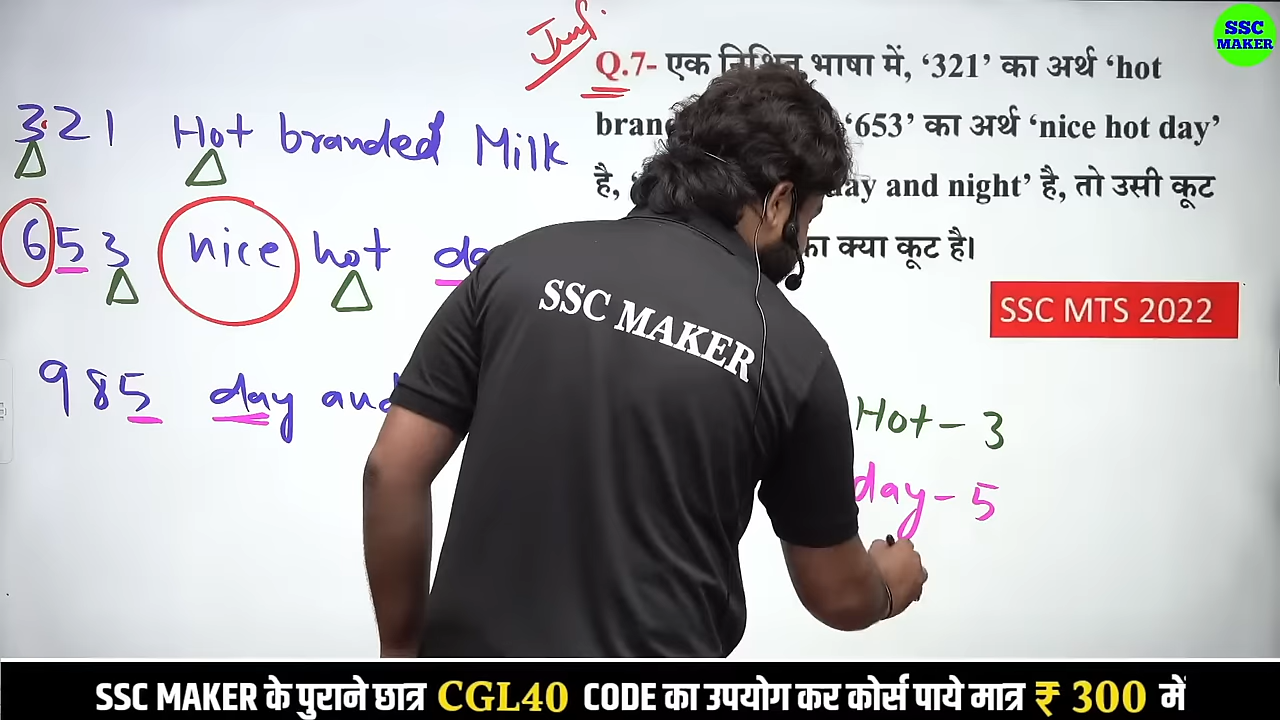 SSC
MAKER
Q.7- एक निश्चित भाषा में, ‘321’ का अर्थ ‘hot
‘653’ का अर्थ ‘nice hot day’
है, day and night’ है, तो उसी कूट
का क्या कूट है।
SSC MTS 2022
321 Hot branded Milk
653 nice hot
985 day and
Hot - 3
day - 5
SSC MAKER
SSC MAKER के पुराने छात्र CGL40 CODE का उपयोग कर कोर्स पाये मात्र ₹ 300 में